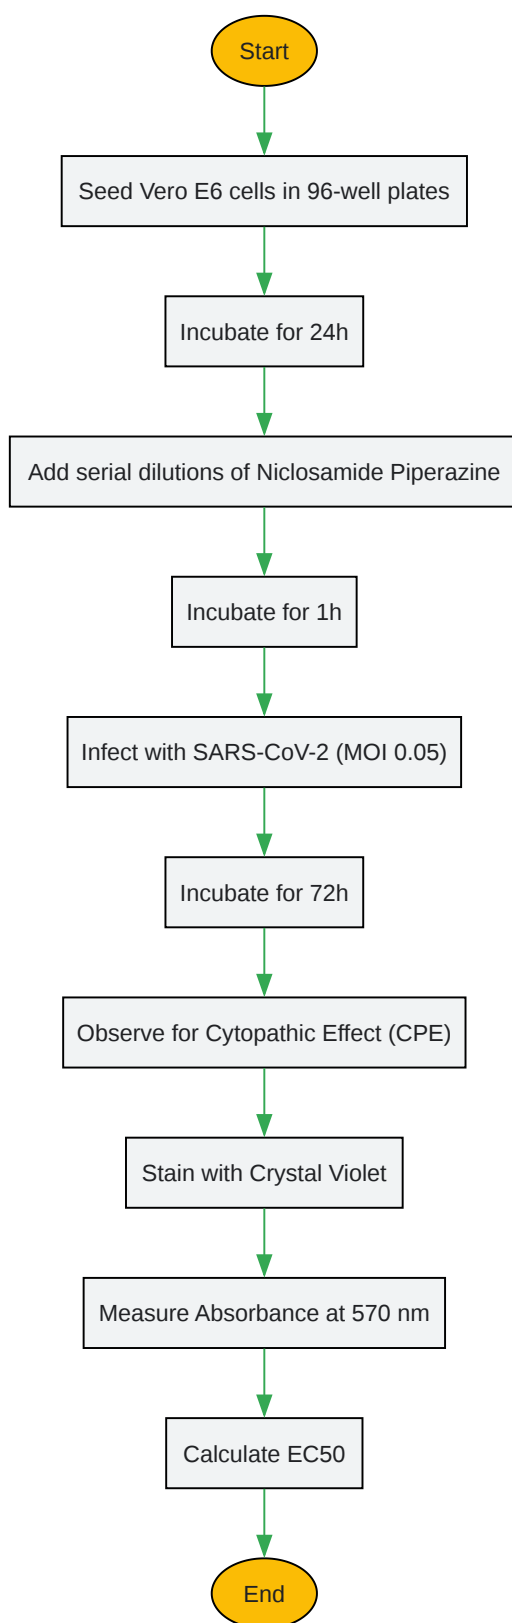 Start
Seed Vero E6 cells in 96-well plates
Incubate for 24h
Add serial dilutions of Niclosamide Piperazine
Incubate for 1h
Infect with SARS-CoV-2 (MOI 0.05)
Incubate for 72h
Observe for Cytopathic Effect (CPE)
Stain with Crystal Violet
Measure Absorbance at 570 nm
Calculate EC50
End